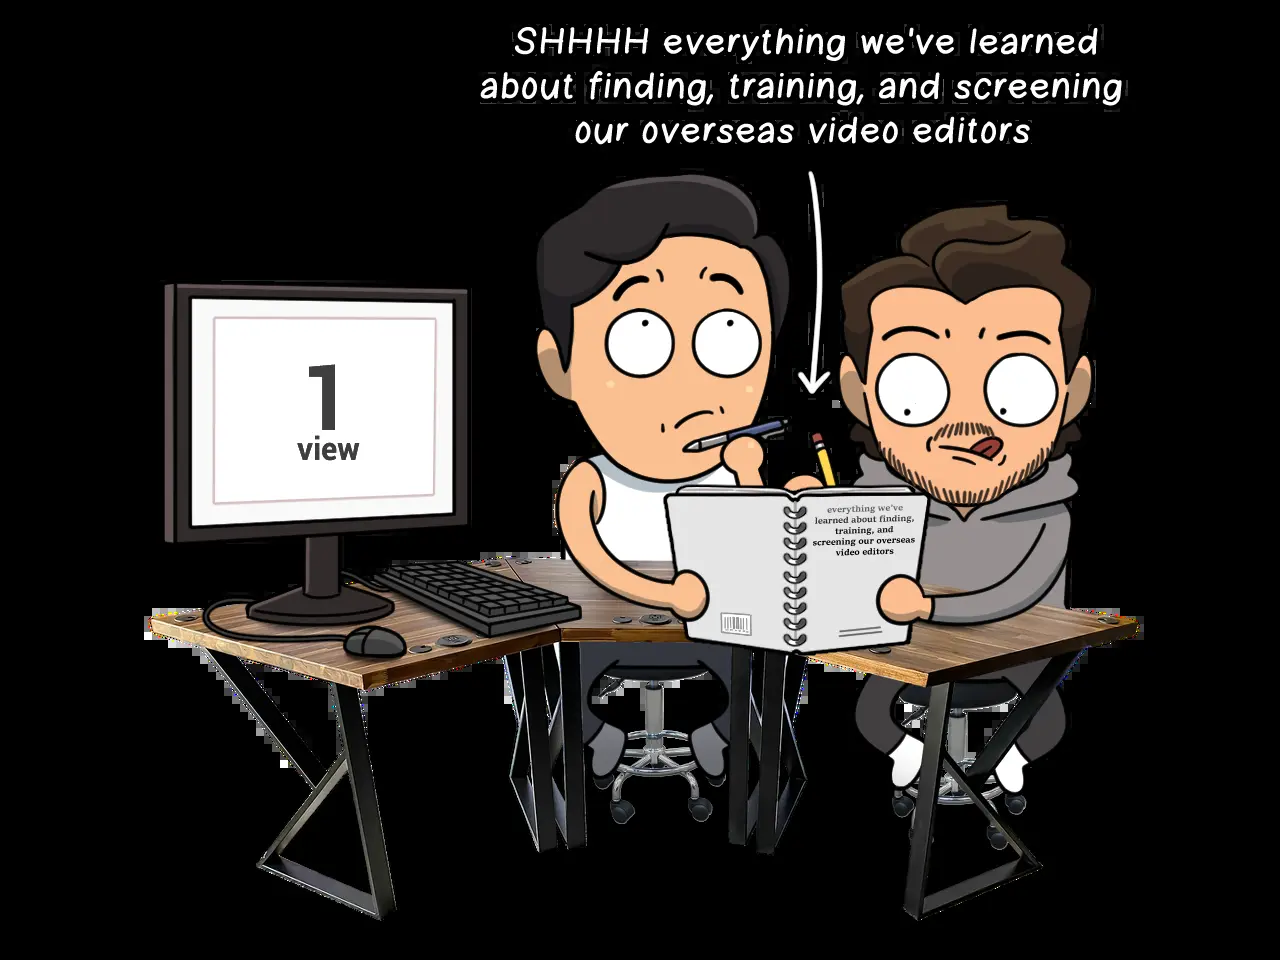 SHHHH everything we've learned
about finding, training, and screening
our overseas video editors
1
view
everything we've
learned about finding,
training, and
screening our overseas
video editors